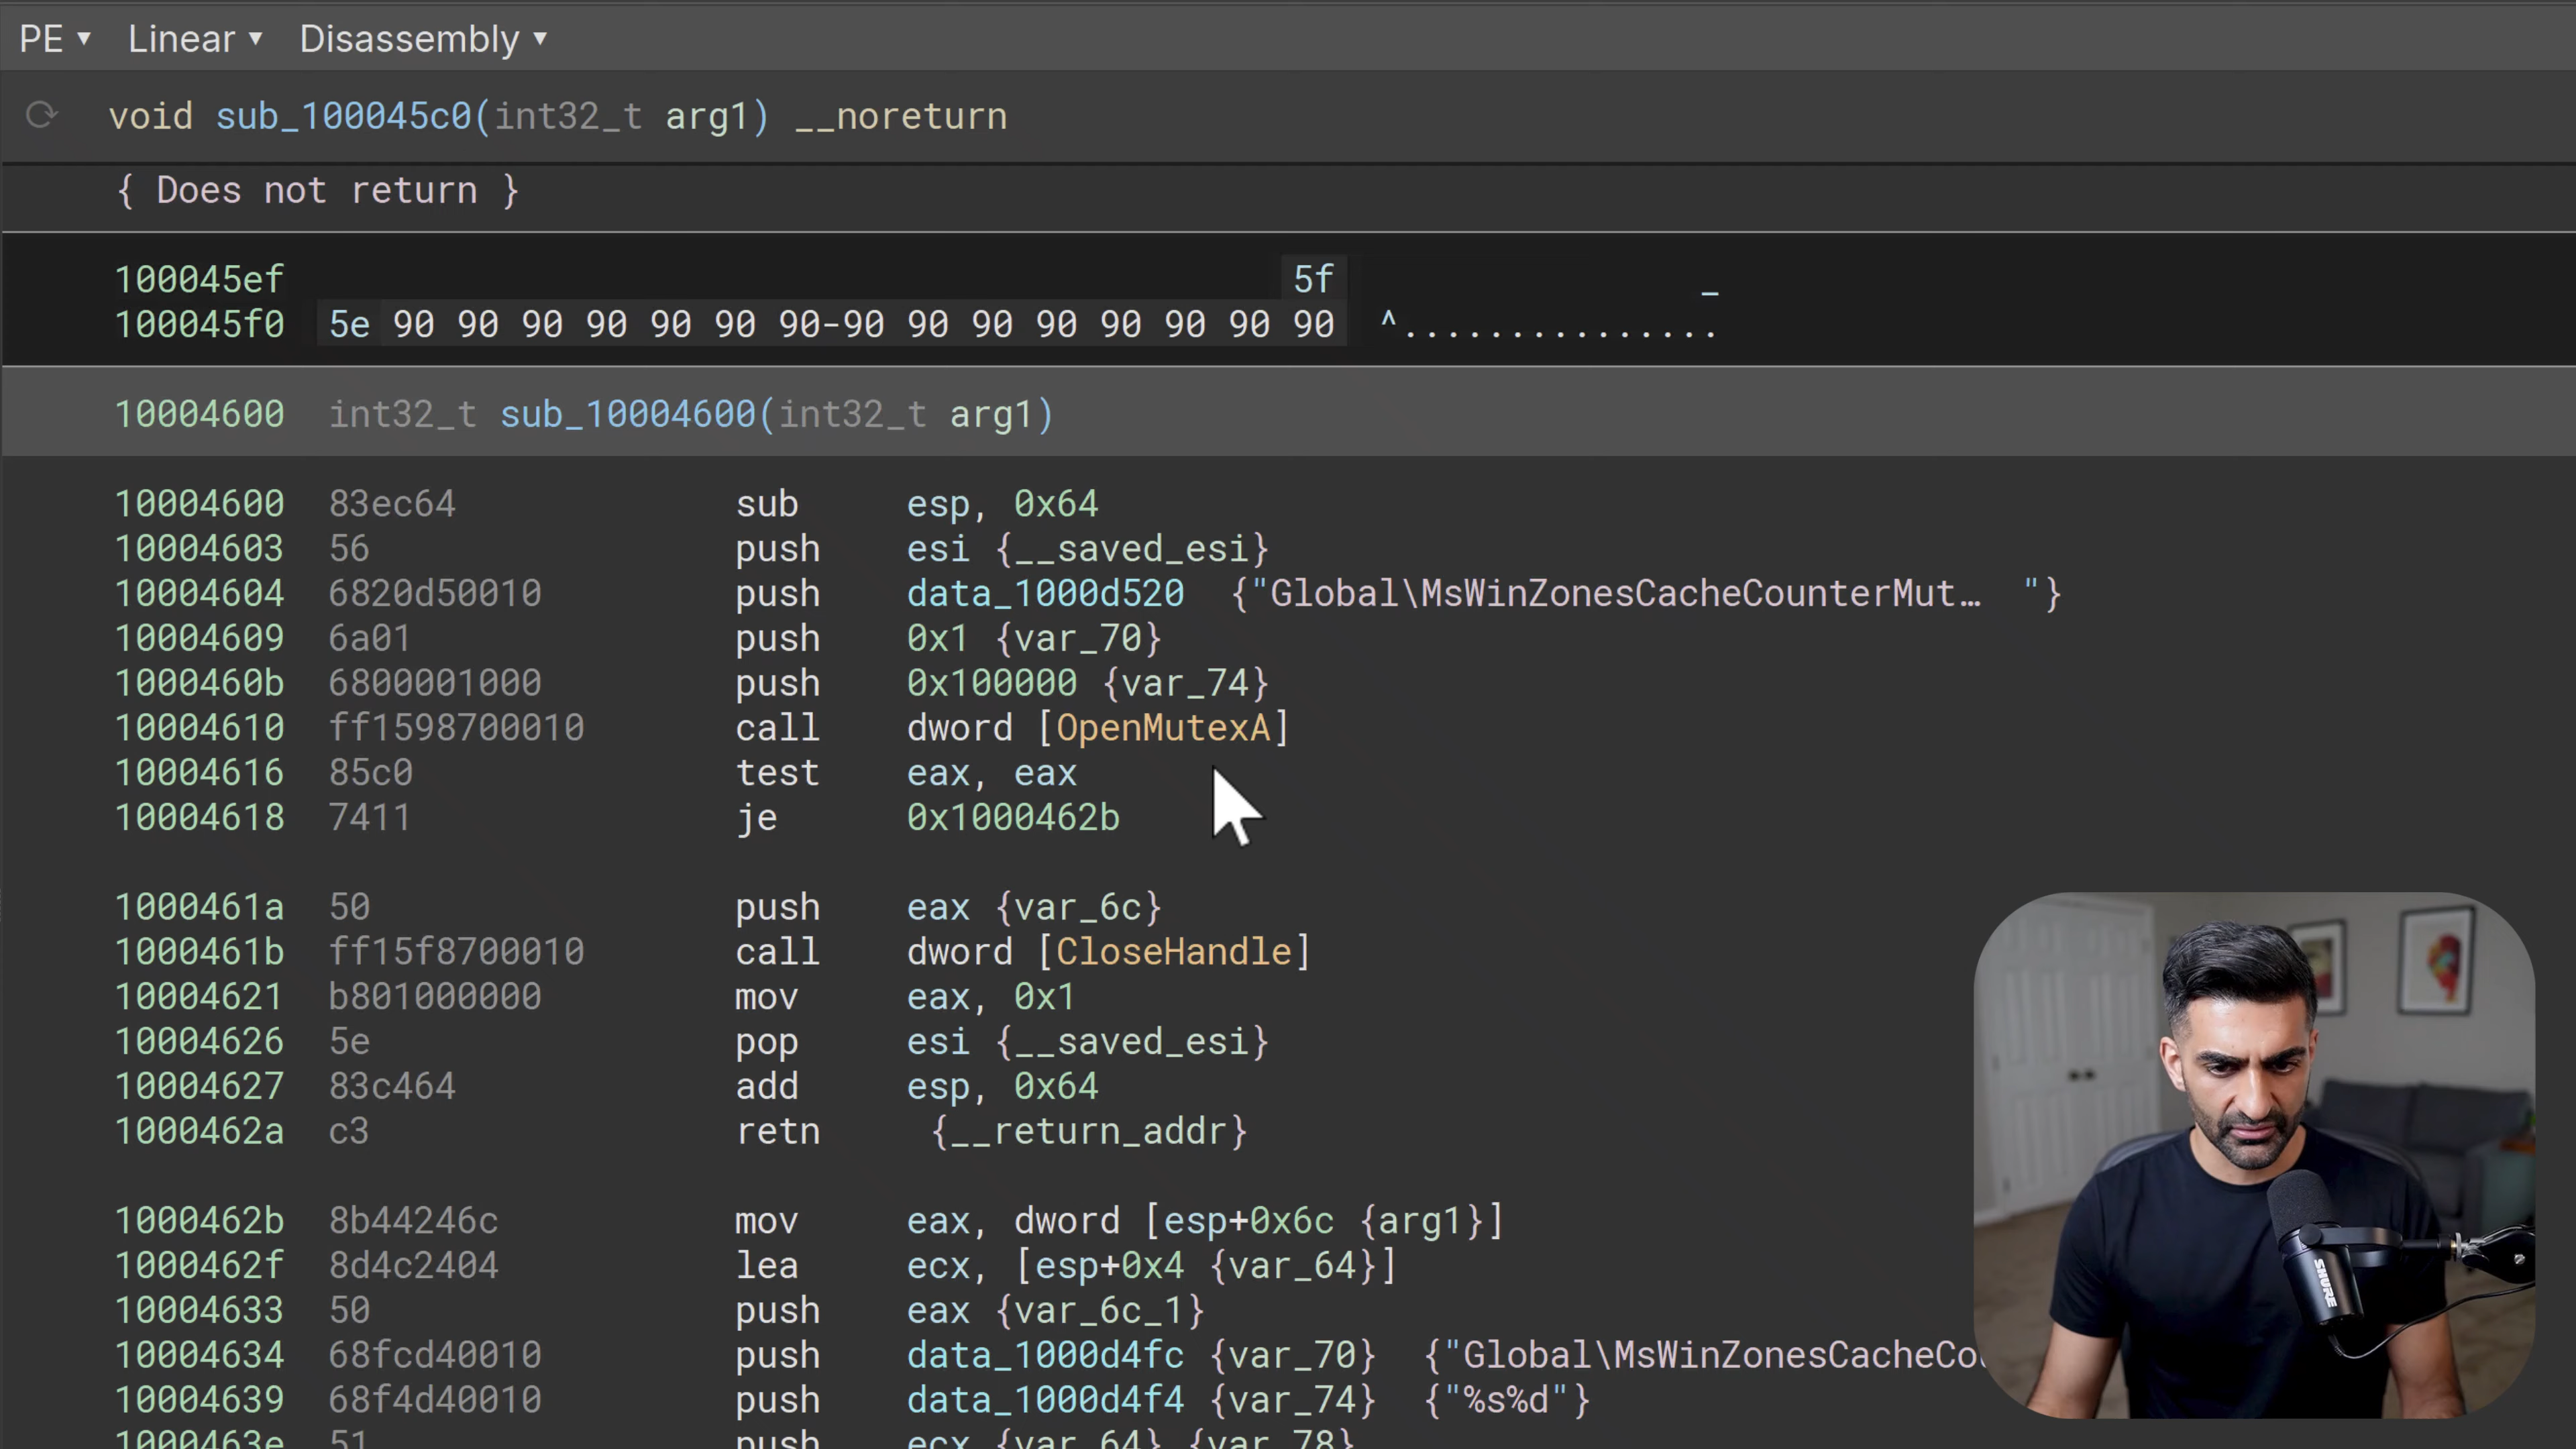 PE ▾ Linear ▾ Disassembly ▾
void sub_100045c0(int32_t arg1) __noreturn
{ Does not return }
100045ef 5f _
100045f0 5e 90 90 90 90 90 90 90-90 90 90 90 90 90 90 90 ^...............
10004600 int32_t sub_10004600(int32_t arg1)
10004600 83ec64 sub esp, 0x64
10004603 56 push esi {__saved_esi}
10004604 6820d50010 push data_1000d520 {"Global\MsWinZonesCacheCounterMut… "}
10004609 6a01 push 0x1 {var_70}
1000460b 6800001000 push 0x100000 {var_74}
10004610 ff1598700010 call dword [OpenMutexA]
10004616 85c0 test eax, eax
10004618 7411 je 0x1000462b
1000461a 50 push eax {var_6c}
1000461b ff15f8700010 call dword [CloseHandle]
10004621 b801000000 mov eax, 0x1
10004626 5e pop esi {__saved_esi}
10004627 83c464 add esp, 0x64
1000462a c3 retn {__return_addr}
1000462b 8b44246c mov eax, dword [esp+0x6c {arg1}]
1000462f 8d4c2404 lea ecx, [esp+0x4 {var_64}]
10004633 50 push eax {var_6c_1}
10004634 68fcd40010 push data_1000d4fc {var_70} {"Global\MsWinZonesCacheCo
10004639 68f4d40010 push data_1000d4f4 {var_74} {"%s%d"}
1000463e 51 push ecx {var_64} {var_78}
SHURE